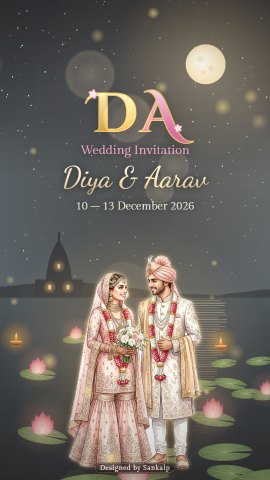 DA
Wedding Invitation
Diya & Aarav
10 — 13 December 2026
Designed by Sankalp